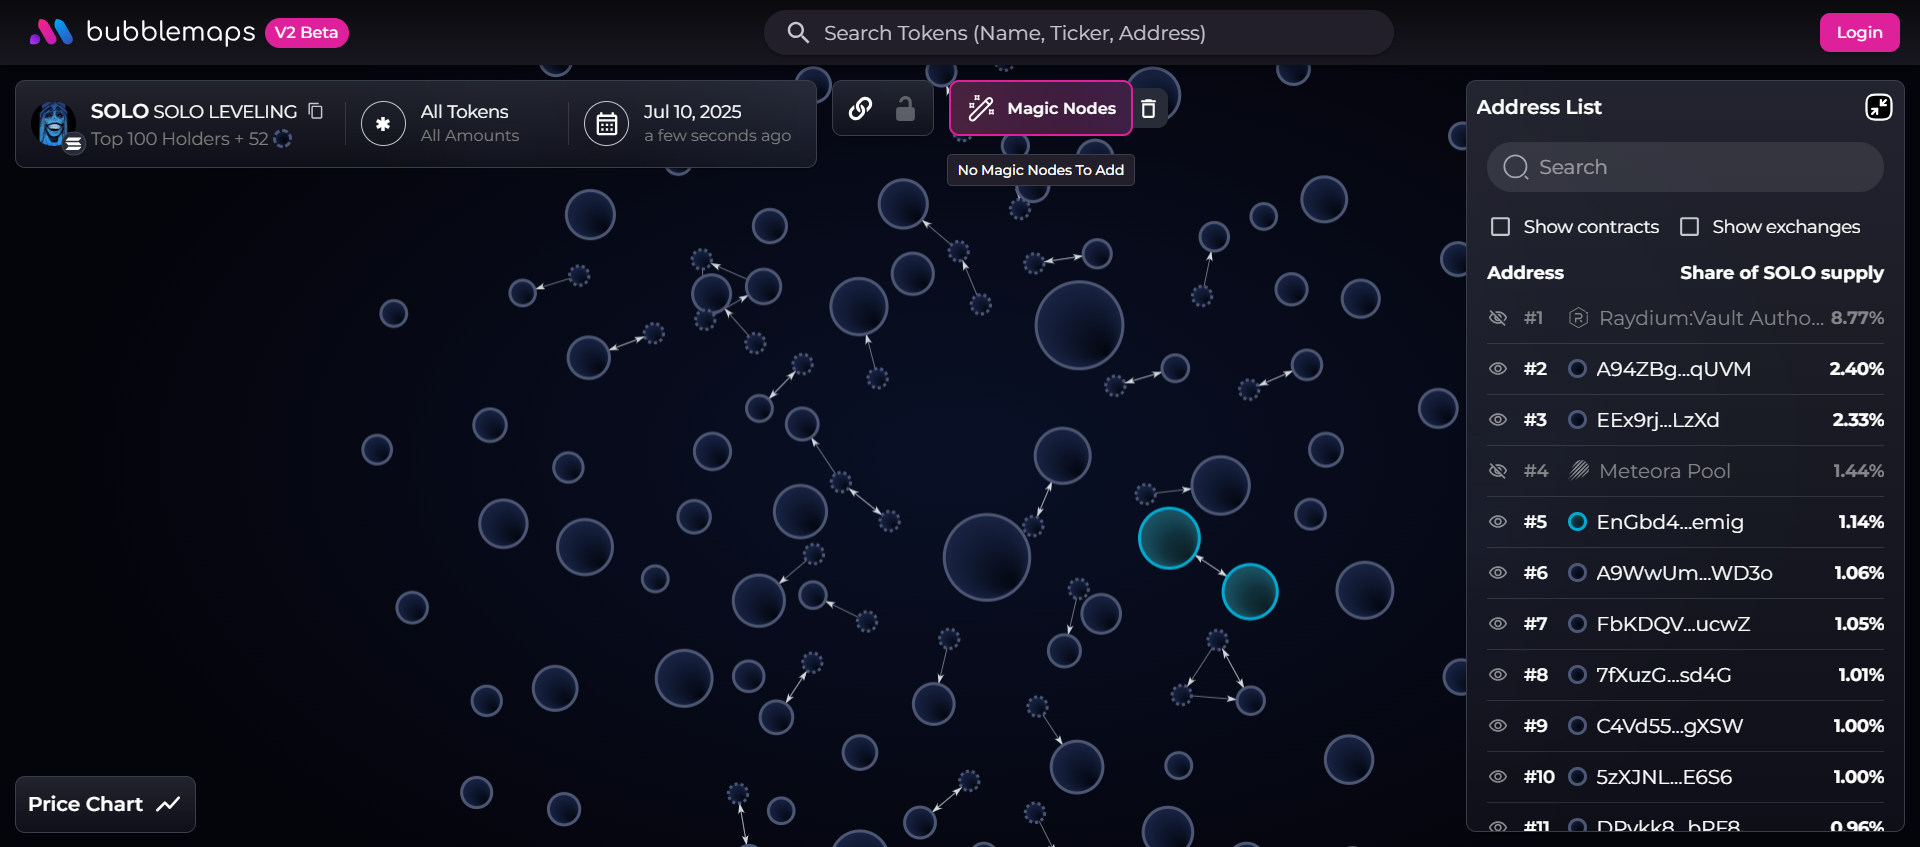 bubblemaps V2 Beta
Search Tokens (Name, Ticker, Address)
Login
SOLO SOLO LEVELING
Top 100 Holders + 52
All Tokens
All Amounts
Jul 10, 2025
a few seconds ago
Magic Nodes
No Magic Nodes To Add
Address List
Search
Show contracts Show exchanges
Address Share of SOLO supply
#1 Raydium:Vault Autho... 8.77%
#2 A94ZBg...qUVM 2.40%
#3 EEx9rj...LzXd 2.33%
#4 Meteora Pool 1.44%
#5 EnGbd4...emig 1.14%
#6 A9WwUm...WD3o 1.06%
#7 FbKDQV...ucwZ 1.05%
#8 7fXuzG...sd4G 1.01%
#9 C4Vd55...gXSW 1.00%
#10 5zXJNL...E6S6 1.00%
#11 0.96%
Price Chart